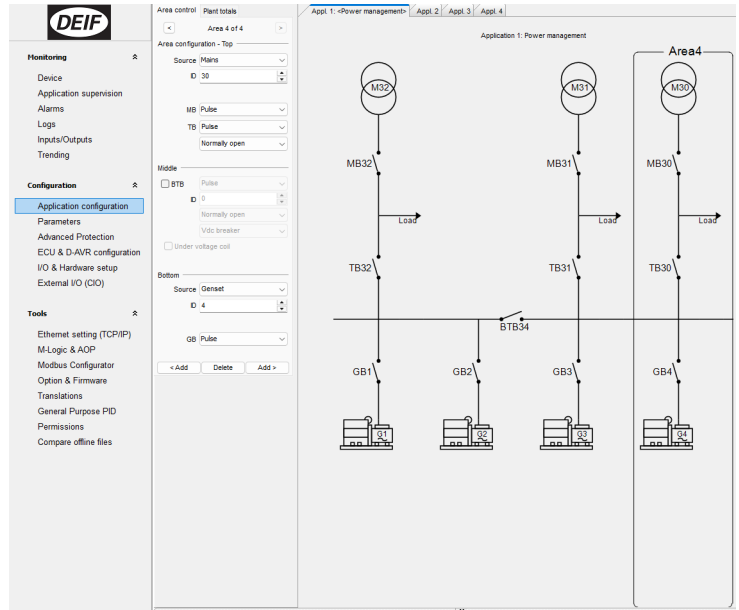 DEIF
Monitoring
Device
Application supervision
Alarms
Logs
Inputs/Outputs
Trending
Configuration
Application configuration
Parameters
Advanced Protection
ECU & D-AVR configuration
I/O & Hardware setup
External I/O (CIO)
Tools
Ethernet setting (TCP/IP)
M-Logic & AOP
Modbus Configurator
Option & Firmware
Translations
General Purpose PID
Permissions
Compare offline files
Area control Plant totals
< Area 4 of 4 >
Area configuration - Top
Source Mains
ID 30
MB Pulse
TB Pulse
Normally open
Middle
BTB Pulse
ID 0
Normally open
Vdc breaker
Under voltage coil
Bottom
Source Genset
ID 4
GB Pulse
< Add Delete Add >
Appl. 1: <Power management> Appl. 2 Appl. 3 Appl. 4
Application 1: Power management
Area4
M32 M31 M30
MB32 MB31 MB30
Load Load Load
TB32 TB31 TB30
BTB34
GB1 GB2 GB3 GB4
G1 G2 G3 G4